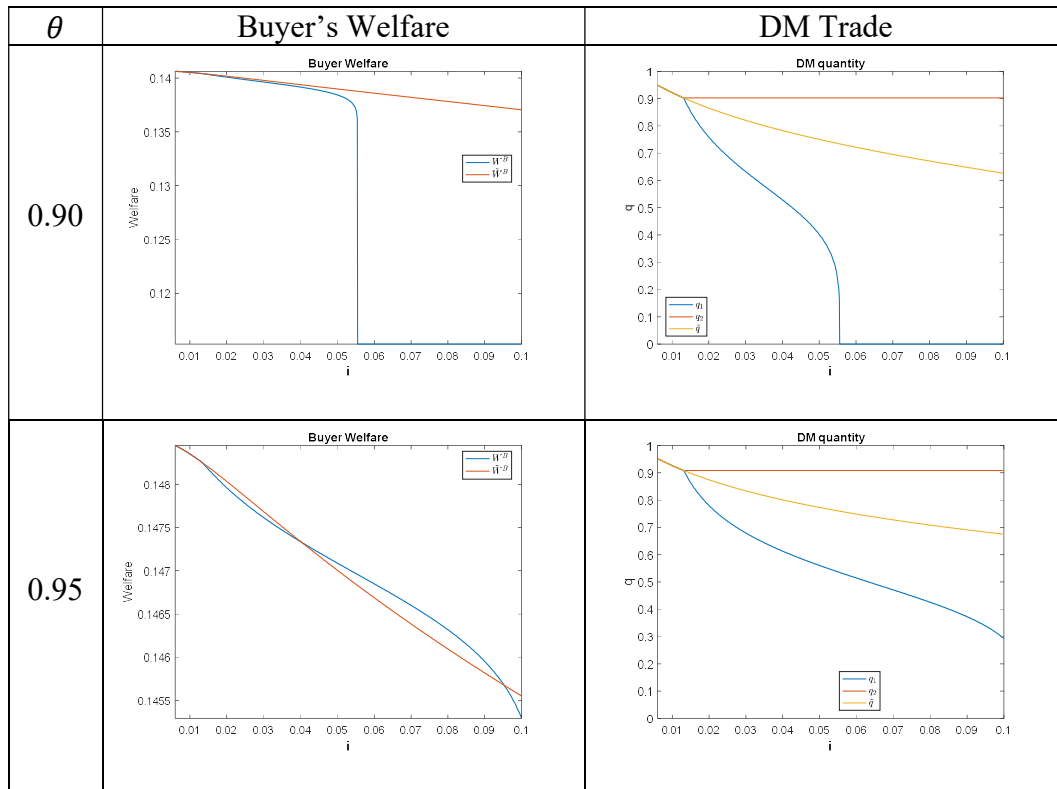 θ Buyer's Welfare DM Trade
0.90
Buyer Welfare
Welfare
0.14
0.135
0.13
0.125
0.12
0.01 0.02 0.03 0.04 0.05 0.06 0.07 0.08 0.09 0.1
i
W^B
W̃^B
DM quantity
q
1
0.9
0.8
0.7
0.6
0.5
0.4
0.3
0.2
0.1
0
0.01 0.02 0.03 0.04 0.05 0.06 0.07 0.08 0.09 0.1
i
q₁
q₂
q̃
0.95
Buyer Welfare
Welfare
0.148
0.1475
0.147
0.1465
0.146
0.1455
0.01 0.02 0.03 0.04 0.05 0.06 0.07 0.08 0.09 0.1
i
W^B
W̃^B
DM quantity
q
1
0.9
0.8
0.7
0.6
0.5
0.4
0.3
0.2
0.1
0
0.01 0.02 0.03 0.04 0.05 0.06 0.07 0.08 0.09 0.1
i
q₁
q₂
q̃